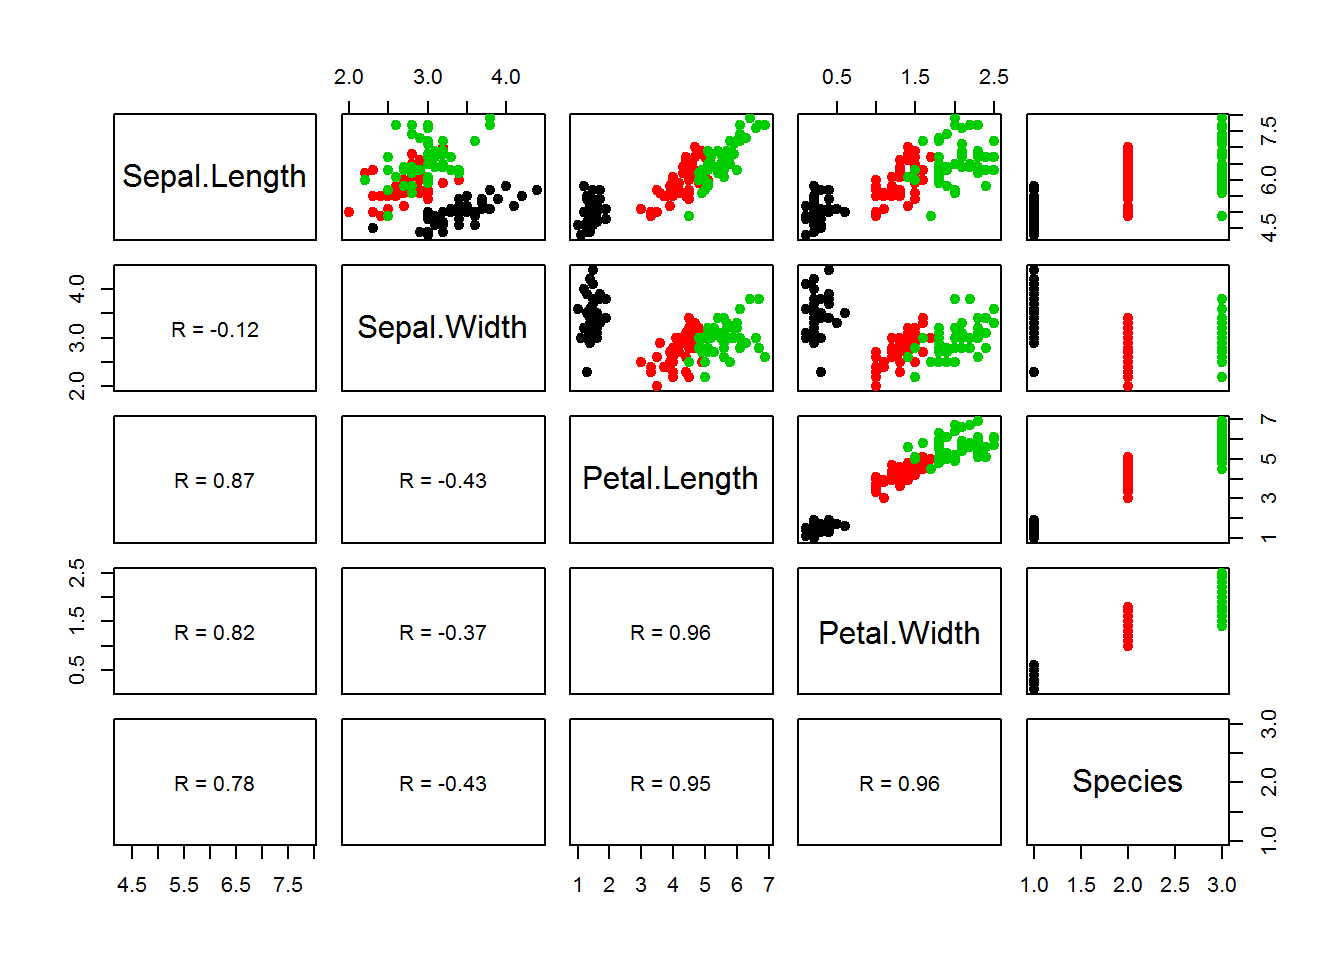 2.0 3.0 4.0 0.5 1.5 2.5
Sepal.Length 4.5 6.0 7.5
2.0 3.0 4.0 R = -0.12 Sepal.Width
R = 0.87 R = -0.43 Petal.Length 1 3 5 7
0.5 1.5 2.5 R = 0.82 R = -0.37 R = 0.96 Petal.Width
R = 0.78 R = -0.43 R = 0.95 R = 0.96 Species 1.0 2.0 3.0
4.5 5.5 6.5 7.5 1 2 3 4 5 6 7 1.0 1.5 2.0 2.5 3.0